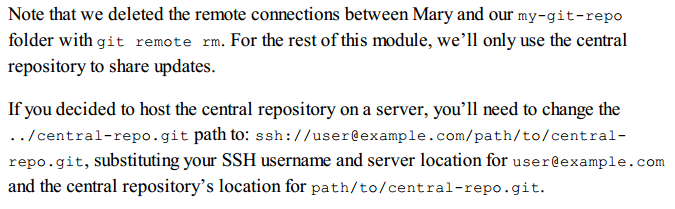 Note that we deleted the remote connections between Mary and our my-git-repo
folder with git remote rm. For the rest of this module, we’ll only use the central
repository to share updates.
If you decided to host the central repository on a server, you’ll need to change the
../central-repo.git path to: ssh://user@example.com/path/to/central-
repo.git, substituting your SSH username and server location for user@example.com
and the central repository’s location for path/to/central-repo.git.